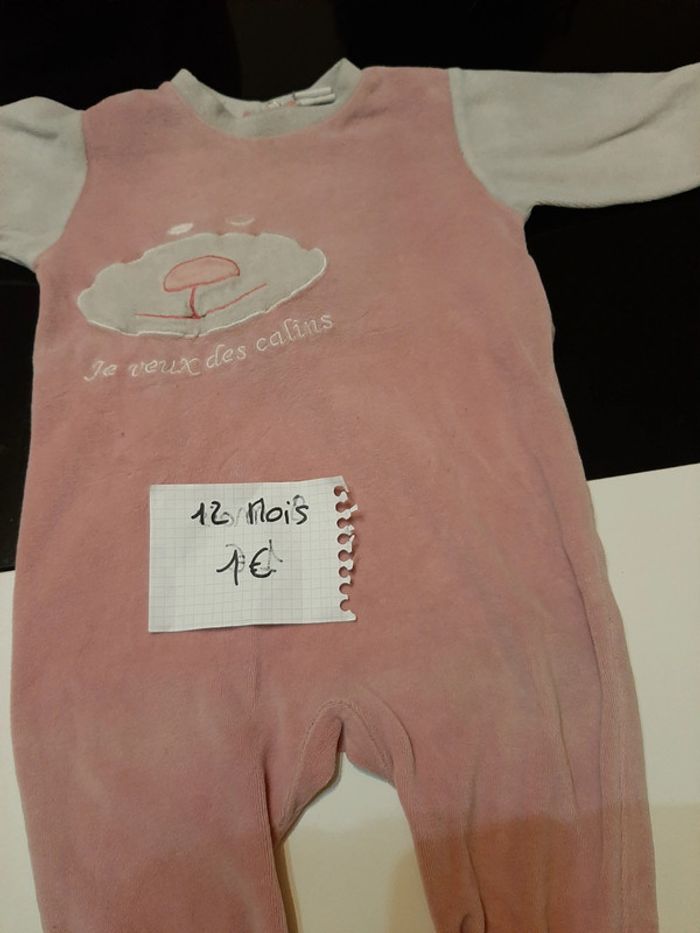 Je veux des calins
12 Mois
1€